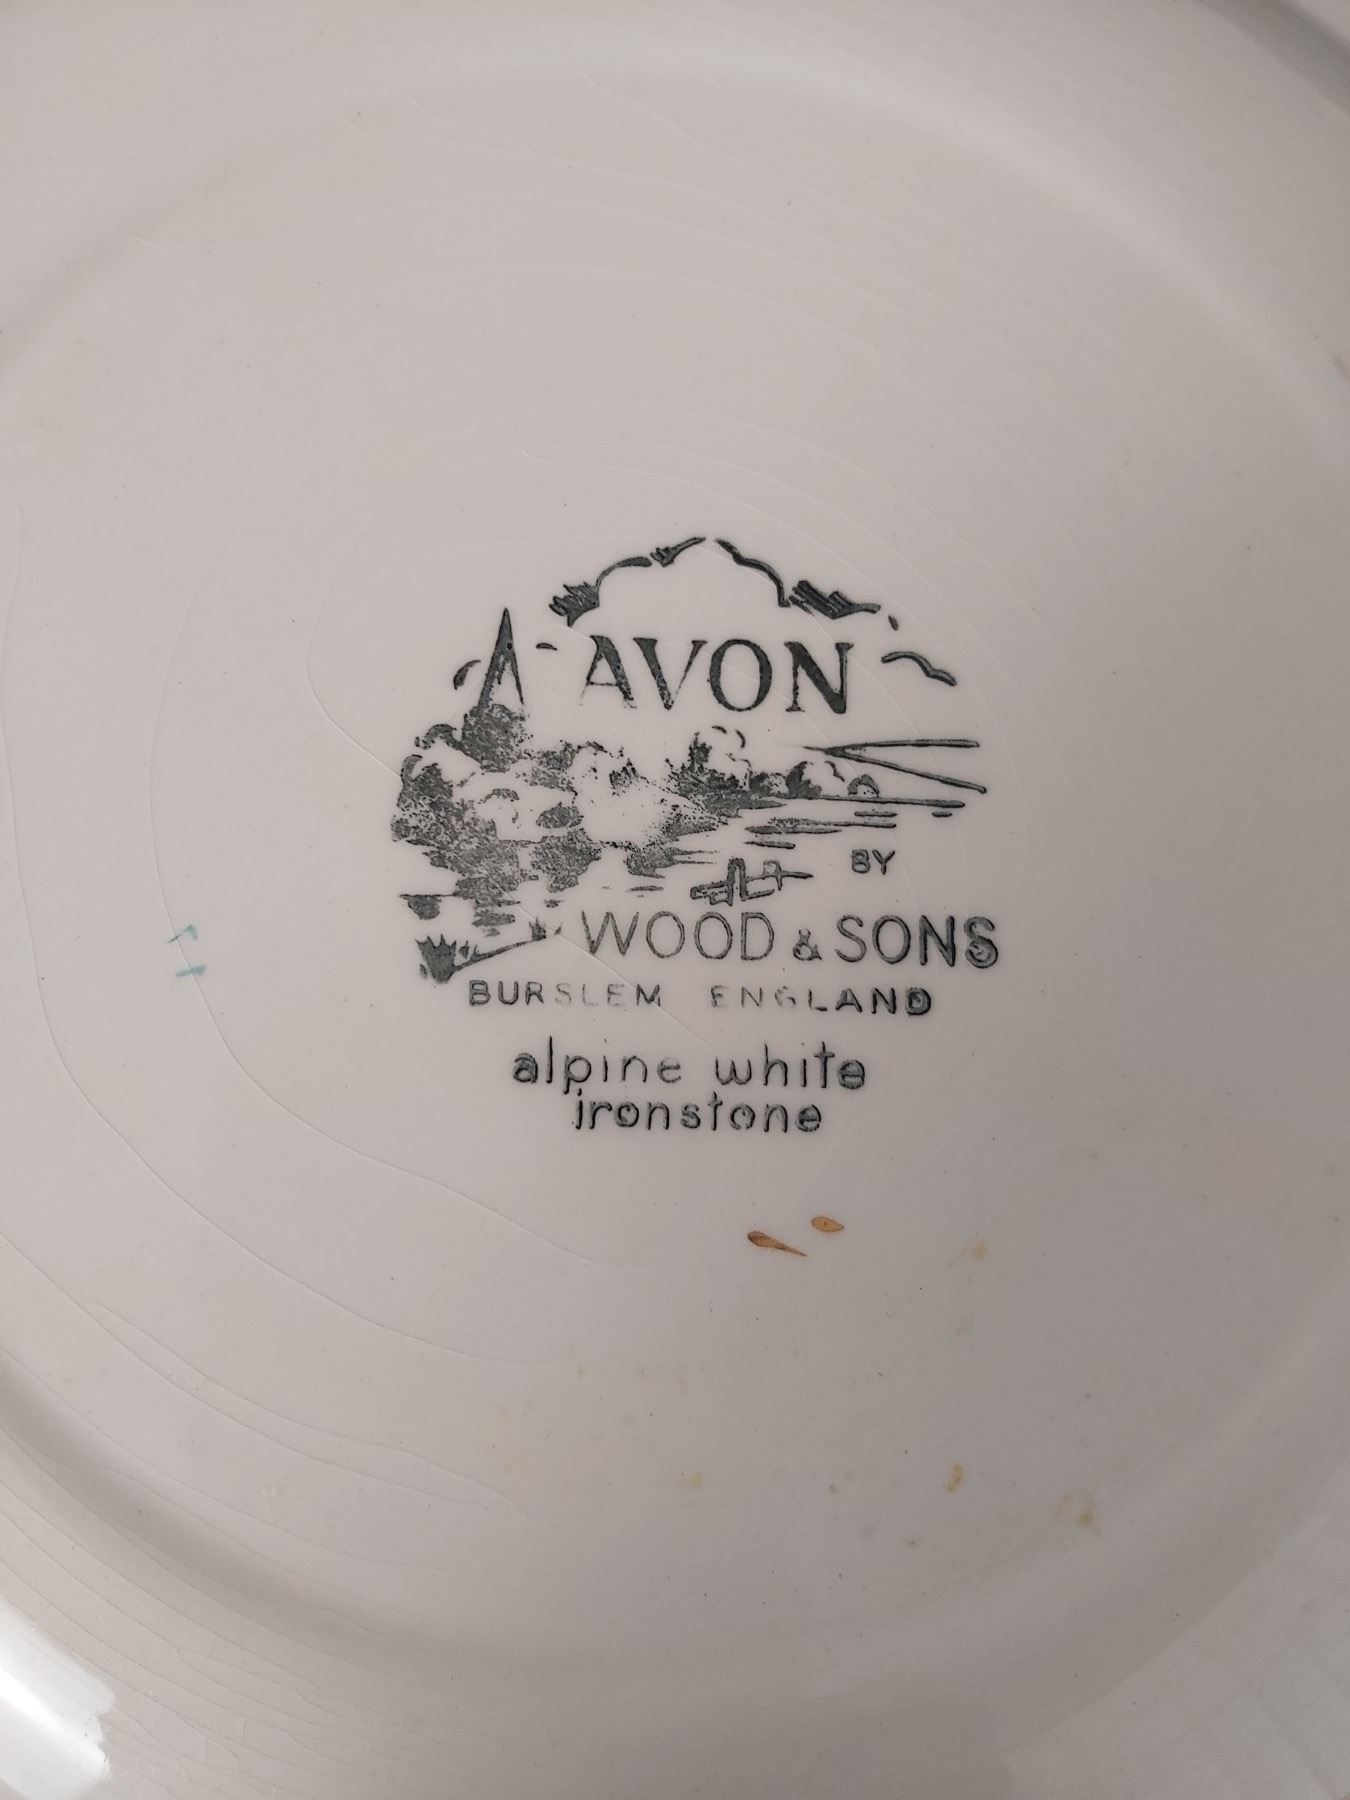 AVON
BY
WOOD & SONS
BURSLEM ENGLAND
alpine white
ironstone